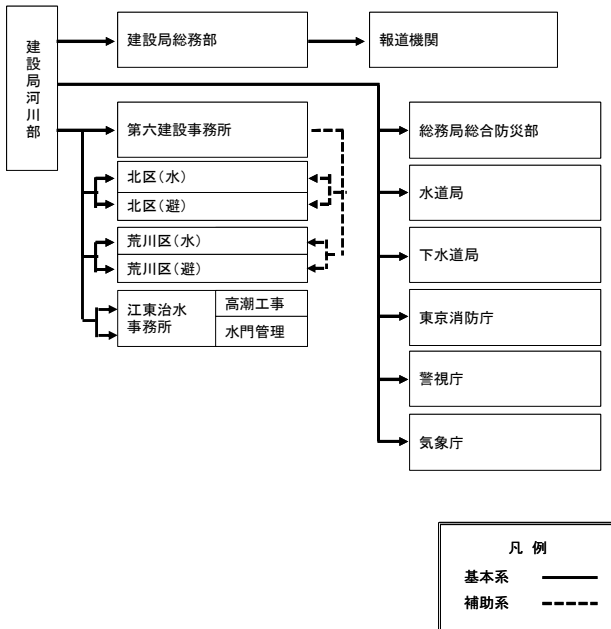 建設局河川部
建設局総務部
報道機関
第六建設事務所
北区(水)
北区(避)
荒川区(水)
荒川区(避)
江東治水
事務所
高潮工事
水門管理
総務局総合防災部
水道局
下水道局
東京消防庁
警視庁
気象庁
凡 例
基本系
補助系